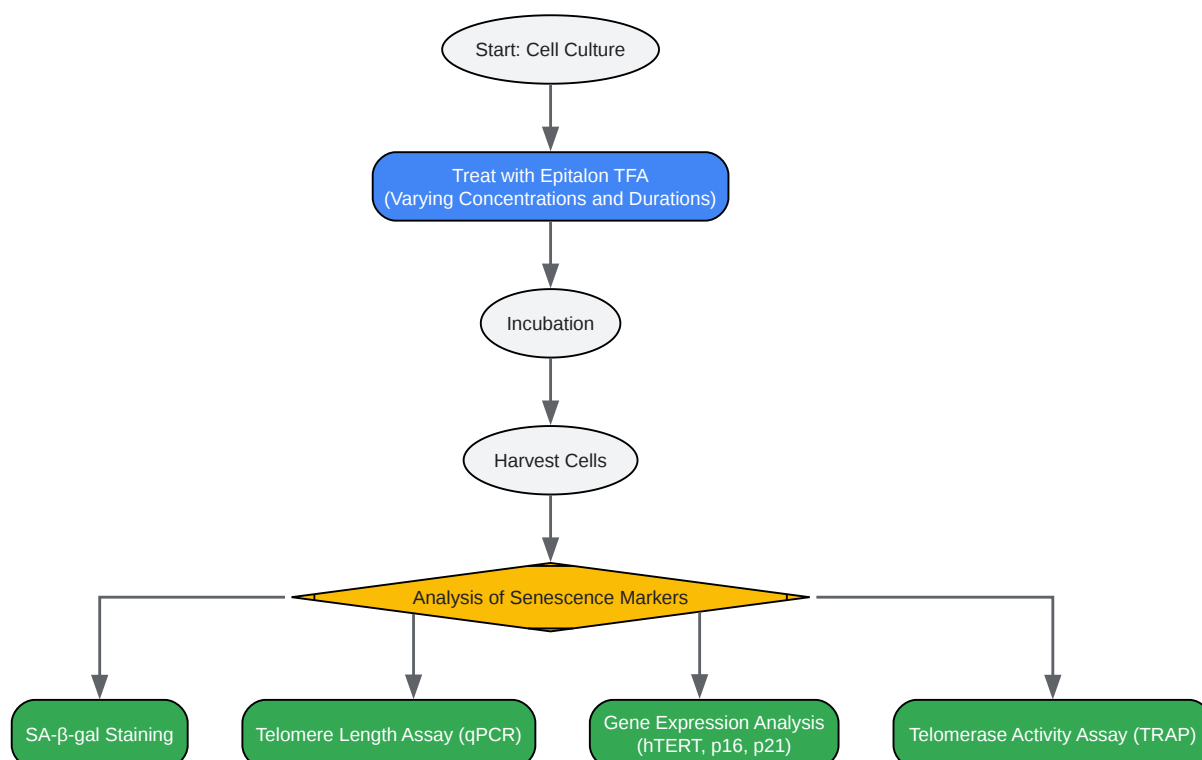 Start: Cell Culture
Treat with Epitalon TFA
(Varying Concentrations and Durations)
Incubation
Harvest Cells
Analysis of Senescence Markers
SA-β-gal Staining
Telomere Length Assay (qPCR)
Gene Expression Analysis
(hTERT, p16, p21)
Telomerase Activity Assay (TRAP)